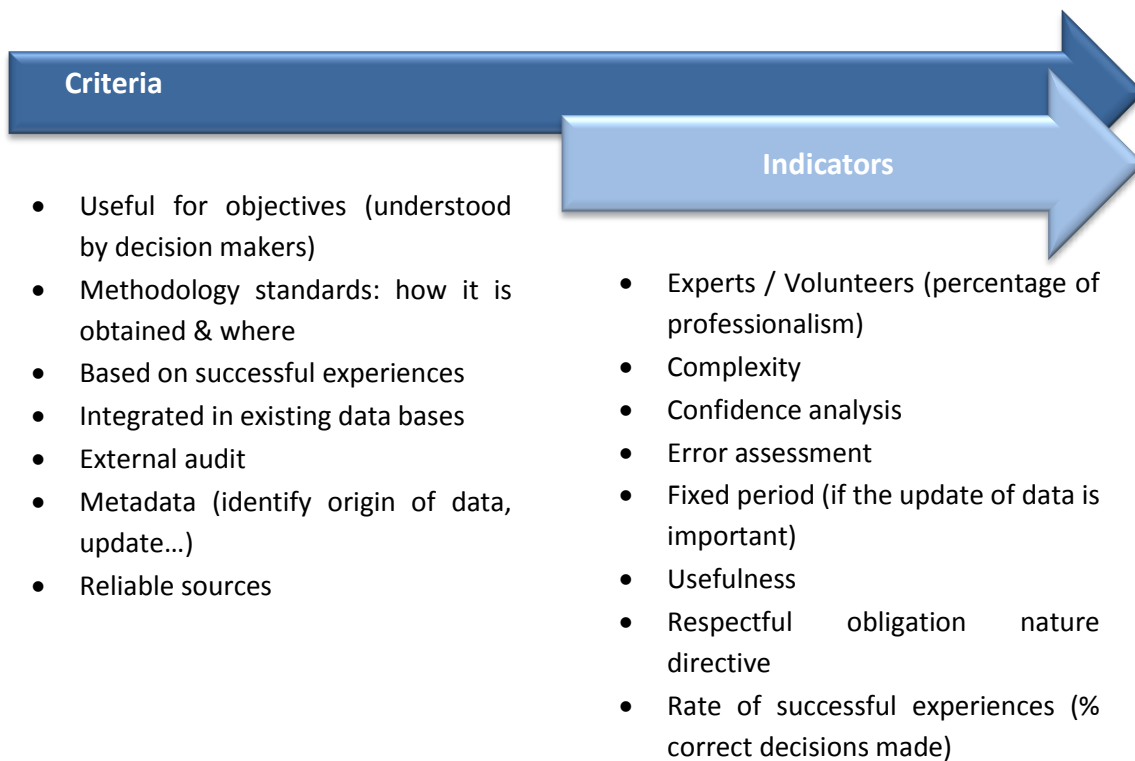 Criteria
Indicators
• Useful for objectives (understood
by decision makers)
• Methodology standards: how it is
obtained & where
• Based on successful experiences
• Integrated in existing data bases
• External audit
• Metadata (identify origin of data,
update…)
• Reliable sources
• Experts / Volunteers (percentage of
professionalism)
• Complexity
• Confidence analysis
• Error assessment
• Fixed period (if the update of data is
important)
• Usefulness
• Respectful obligation nature
directive
• Rate of successful experiences (%
correct decisions made)